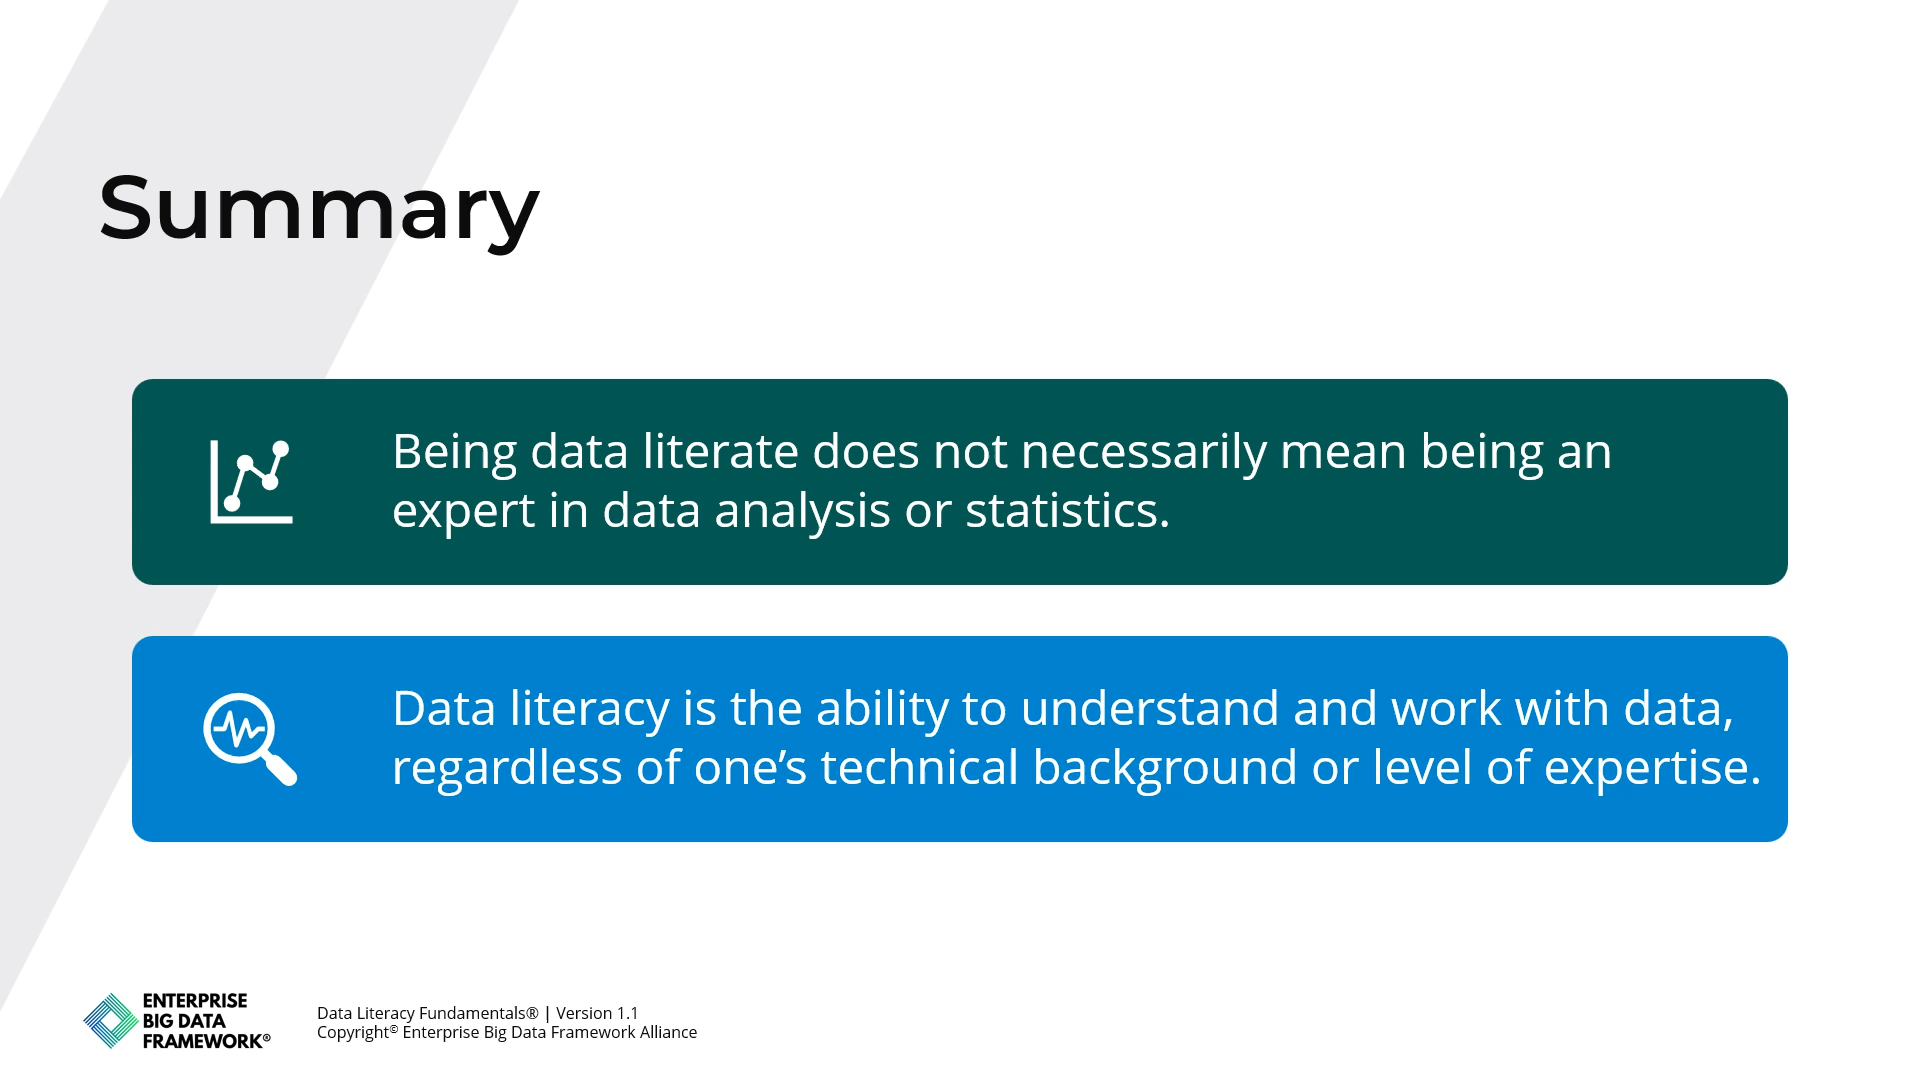 Summary
Being data literate does not necessarily mean being an
expert in data analysis or statistics.
Data literacy is the ability to understand and work with data,
regardless of one’s technical background or level of expertise.
ENTERPRISE
BIG DATA
FRAMEWORK®
Data Literacy Fundamentals® | Version 1.1
Copyright© Enterprise Big Data Framework Alliance